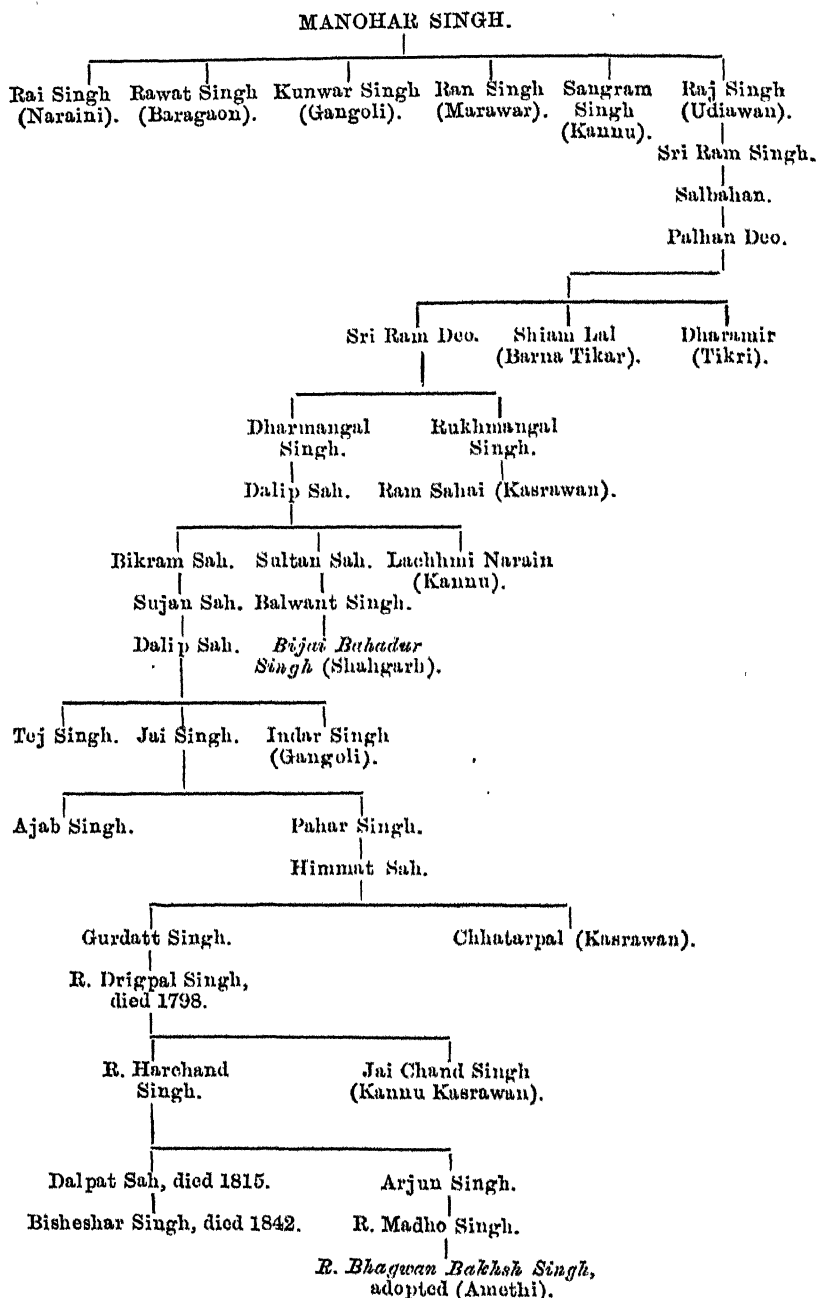 MANOHAR SINGH.
Rai Singh (Naraini).
Rawat Singh (Baragaon).
Kunwar Singh (Gangoli).
Ran Singh (Marawar).
Sangram Singh (Kannu).
Raj Singh (Udiawan).
Sri Ram Singh.
Salbahan.
Palhan Deo.
Sri Ram Deo.
Shiam Lal (Barna Tikar).
Dharamir (Tikri).
Dharmangal Singh.
Rukhmangal Singh.
Dalip Sah.
Ram Sahai (Kasrawan).
Bikram Sah.
Sultan Sah.
Lachhmi Narain (Kannu).
Sujan Sah.
Balwant Singh.
Dalip Sah.
Bijai Bahadur Singh (Shahgarh).
Tej Singh.
Jai Singh.
Indar Singh (Gangoli).
Ajab Singh.
Pahar Singh.
Himmat Sah.
Gurdatt Singh.
Chhatarpal (Kasrawan).
R. Drigpal Singh, died 1798.
R. Harchand Singh.
Jai Chand Singh (Kannu Kasrawan).
Dalpat Sah, died 1815.
Arjun Singh.
Bisheshar Singh, died 1842.
R. Madho Singh.
R. Bhagwan Bakhsh Singh, adopted (Amethi).